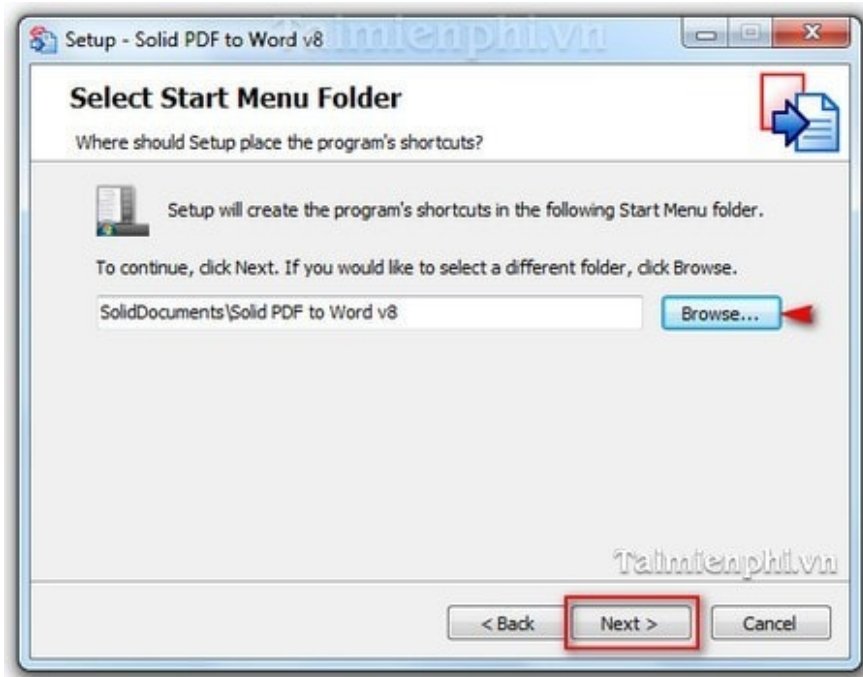 Setup - Solid PDF to Word v8
Taimienphi.vn
Select Start Menu Folder
Where should Setup place the program's shortcuts?
Setup will create the program's shortcuts in the following Start Menu folder.
To continue, click Next. If you would like to select a different folder, click Browse.
SolidDocuments\Solid PDF to Word v8
Browse...
Taimienphi.vn
< Back
Next >
Cancel